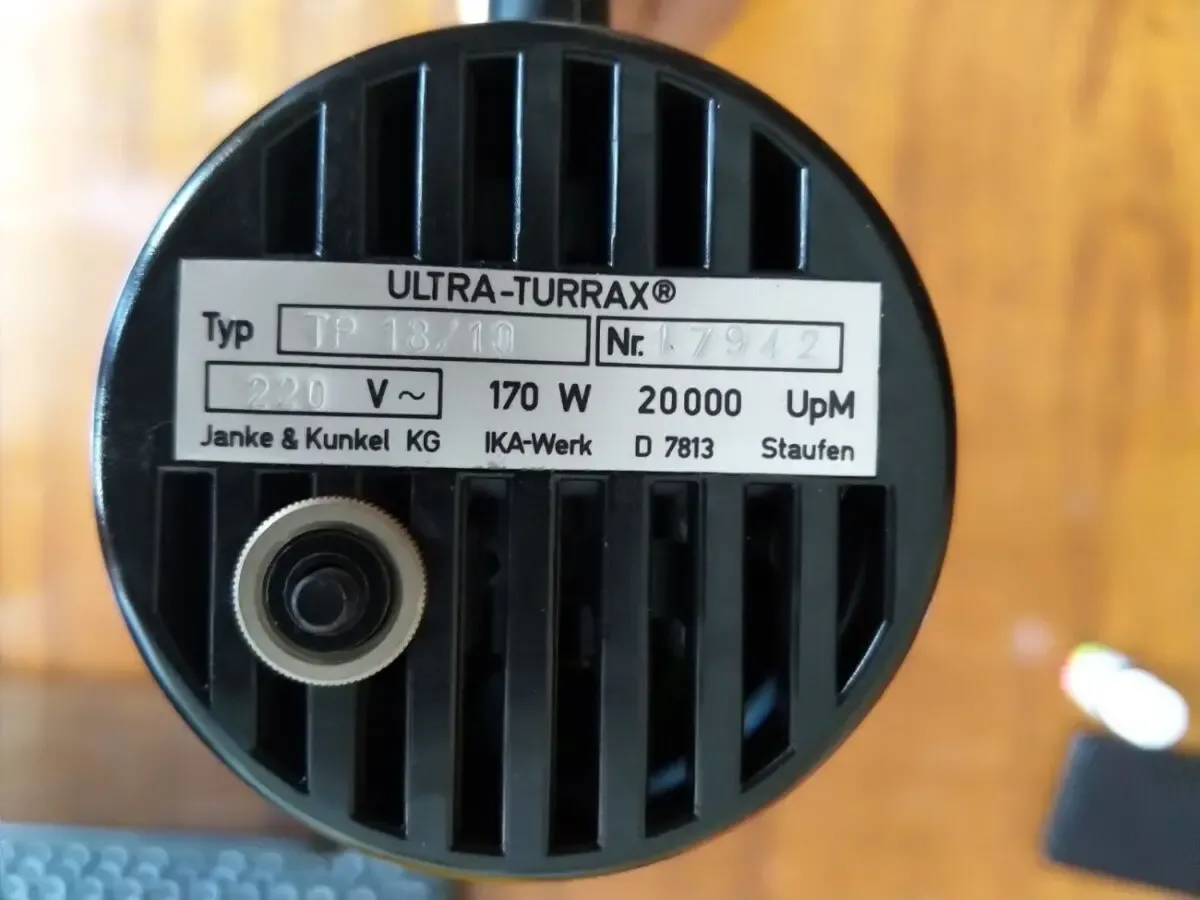 ULTRA-TURRAX®
Typ TP 18/10 Nr. 17942
220 V~ 170 W 20000 UpM
Janke & Kunkel KG IKA-Werk D 7813 Staufen